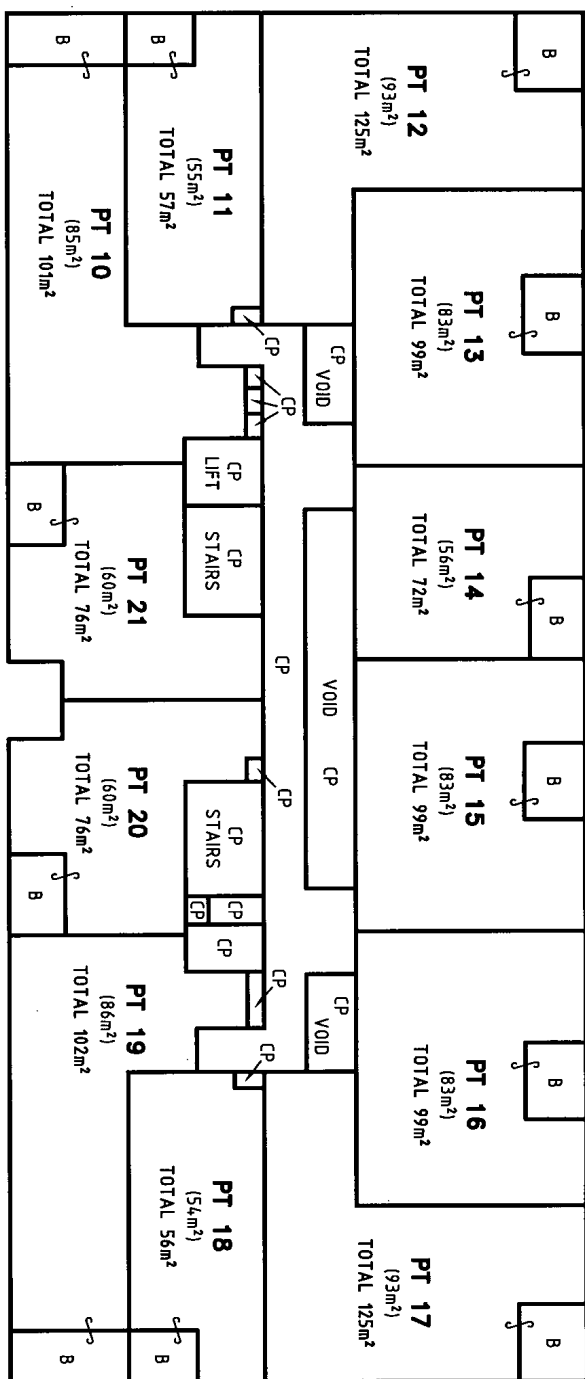 B
PT 12
(93m²)
TOTAL 125m²
B
PT 13
(83m²)
TOTAL 99m²
B
PT 14
(56m²)
TOTAL 72m²
B
PT 15
(83m²)
TOTAL 99m²
B
PT 16
(83m²)
TOTAL 99m²
B
PT 17
(93m²)
TOTAL 125m²
CP
VOID
VOID
CP
CP
VOID
CP
CP
CP
CP
CP
CP
CP
LIFT
CP
STAIRS
CP
STAIRS
CP
CP
CP
B
PT 11
(55m²)
TOTAL 57m²
B
PT 10
(85m²)
TOTAL 101m²
B
PT 21
(60m²)
TOTAL 76m²
B
PT 20
(60m²)
TOTAL 76m²
PT 19
(86m²)
TOTAL 102m²
B
PT 18
(54m²)
TOTAL 56m²
B